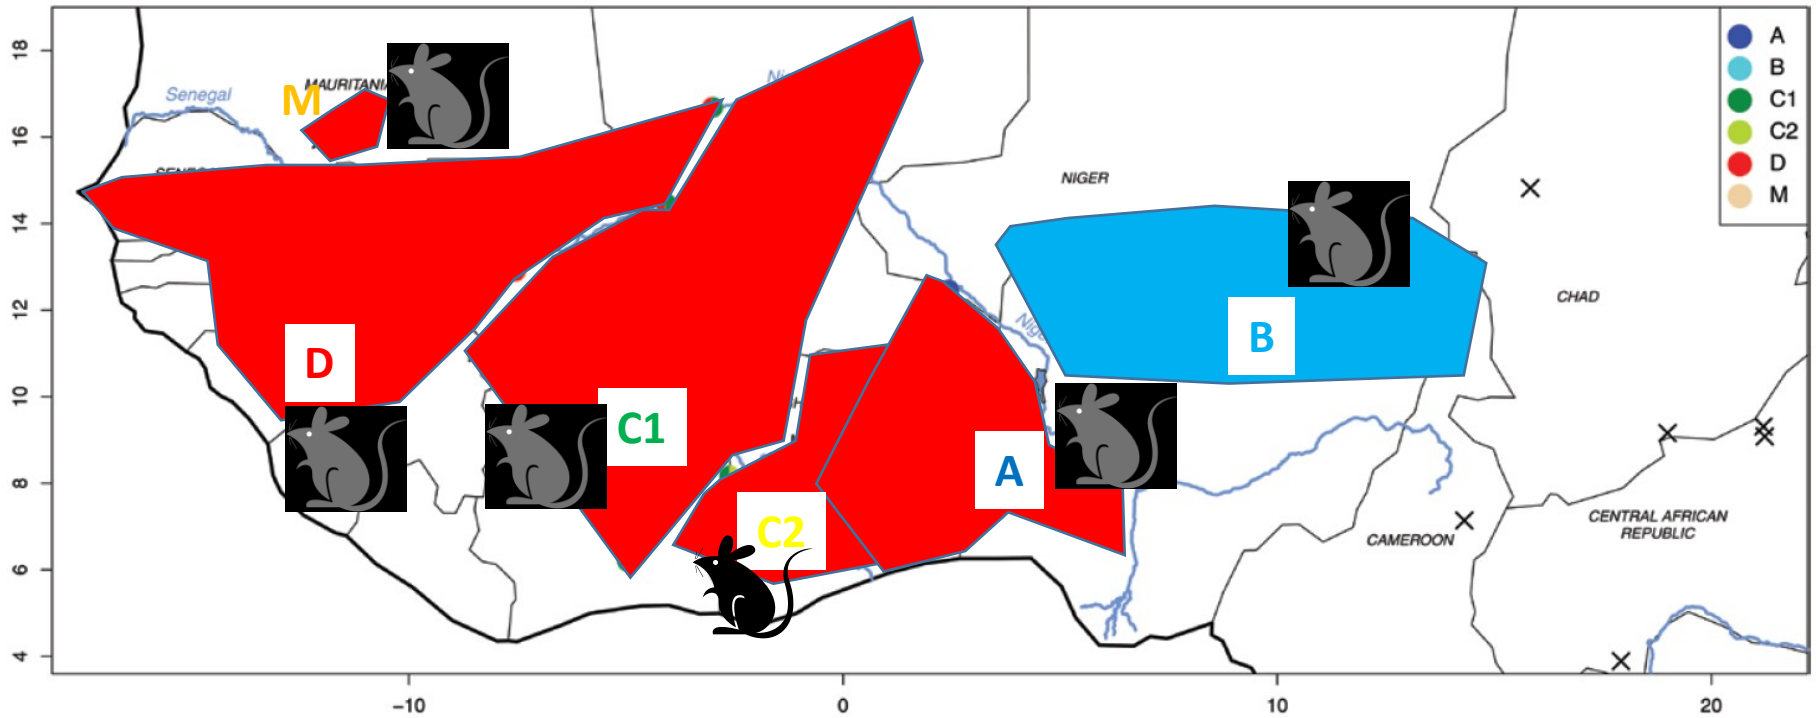 18
16
14
12
10
8
6
4
-10
0
10
20
Senegal
MAURITANIA
M
NIGER
CHAD
CENTRAL AFRICAN
REPUBLIC
CAMEROON
D
C1
C2
A
B
A
B
C1
C2
D
M